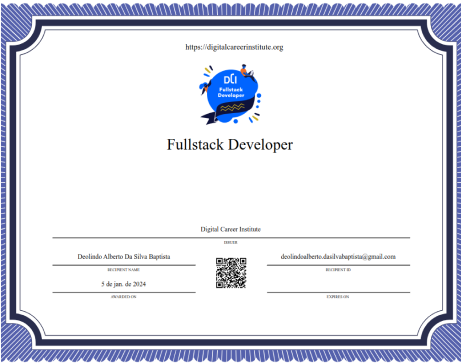 https://digitalcareerinstitute.org
DCI
Fullstack
Developer
Fullstack Developer
Digital Career Institute
ISSUER
Deolindo Alberto Da Silva Baptista
deolindoalberto.dasilvabaptista@gmail.com
RECIPIENT NAME
RECIPIENT ID
5 de jan. de 2024
AWARDED ON
EXPIRES ON